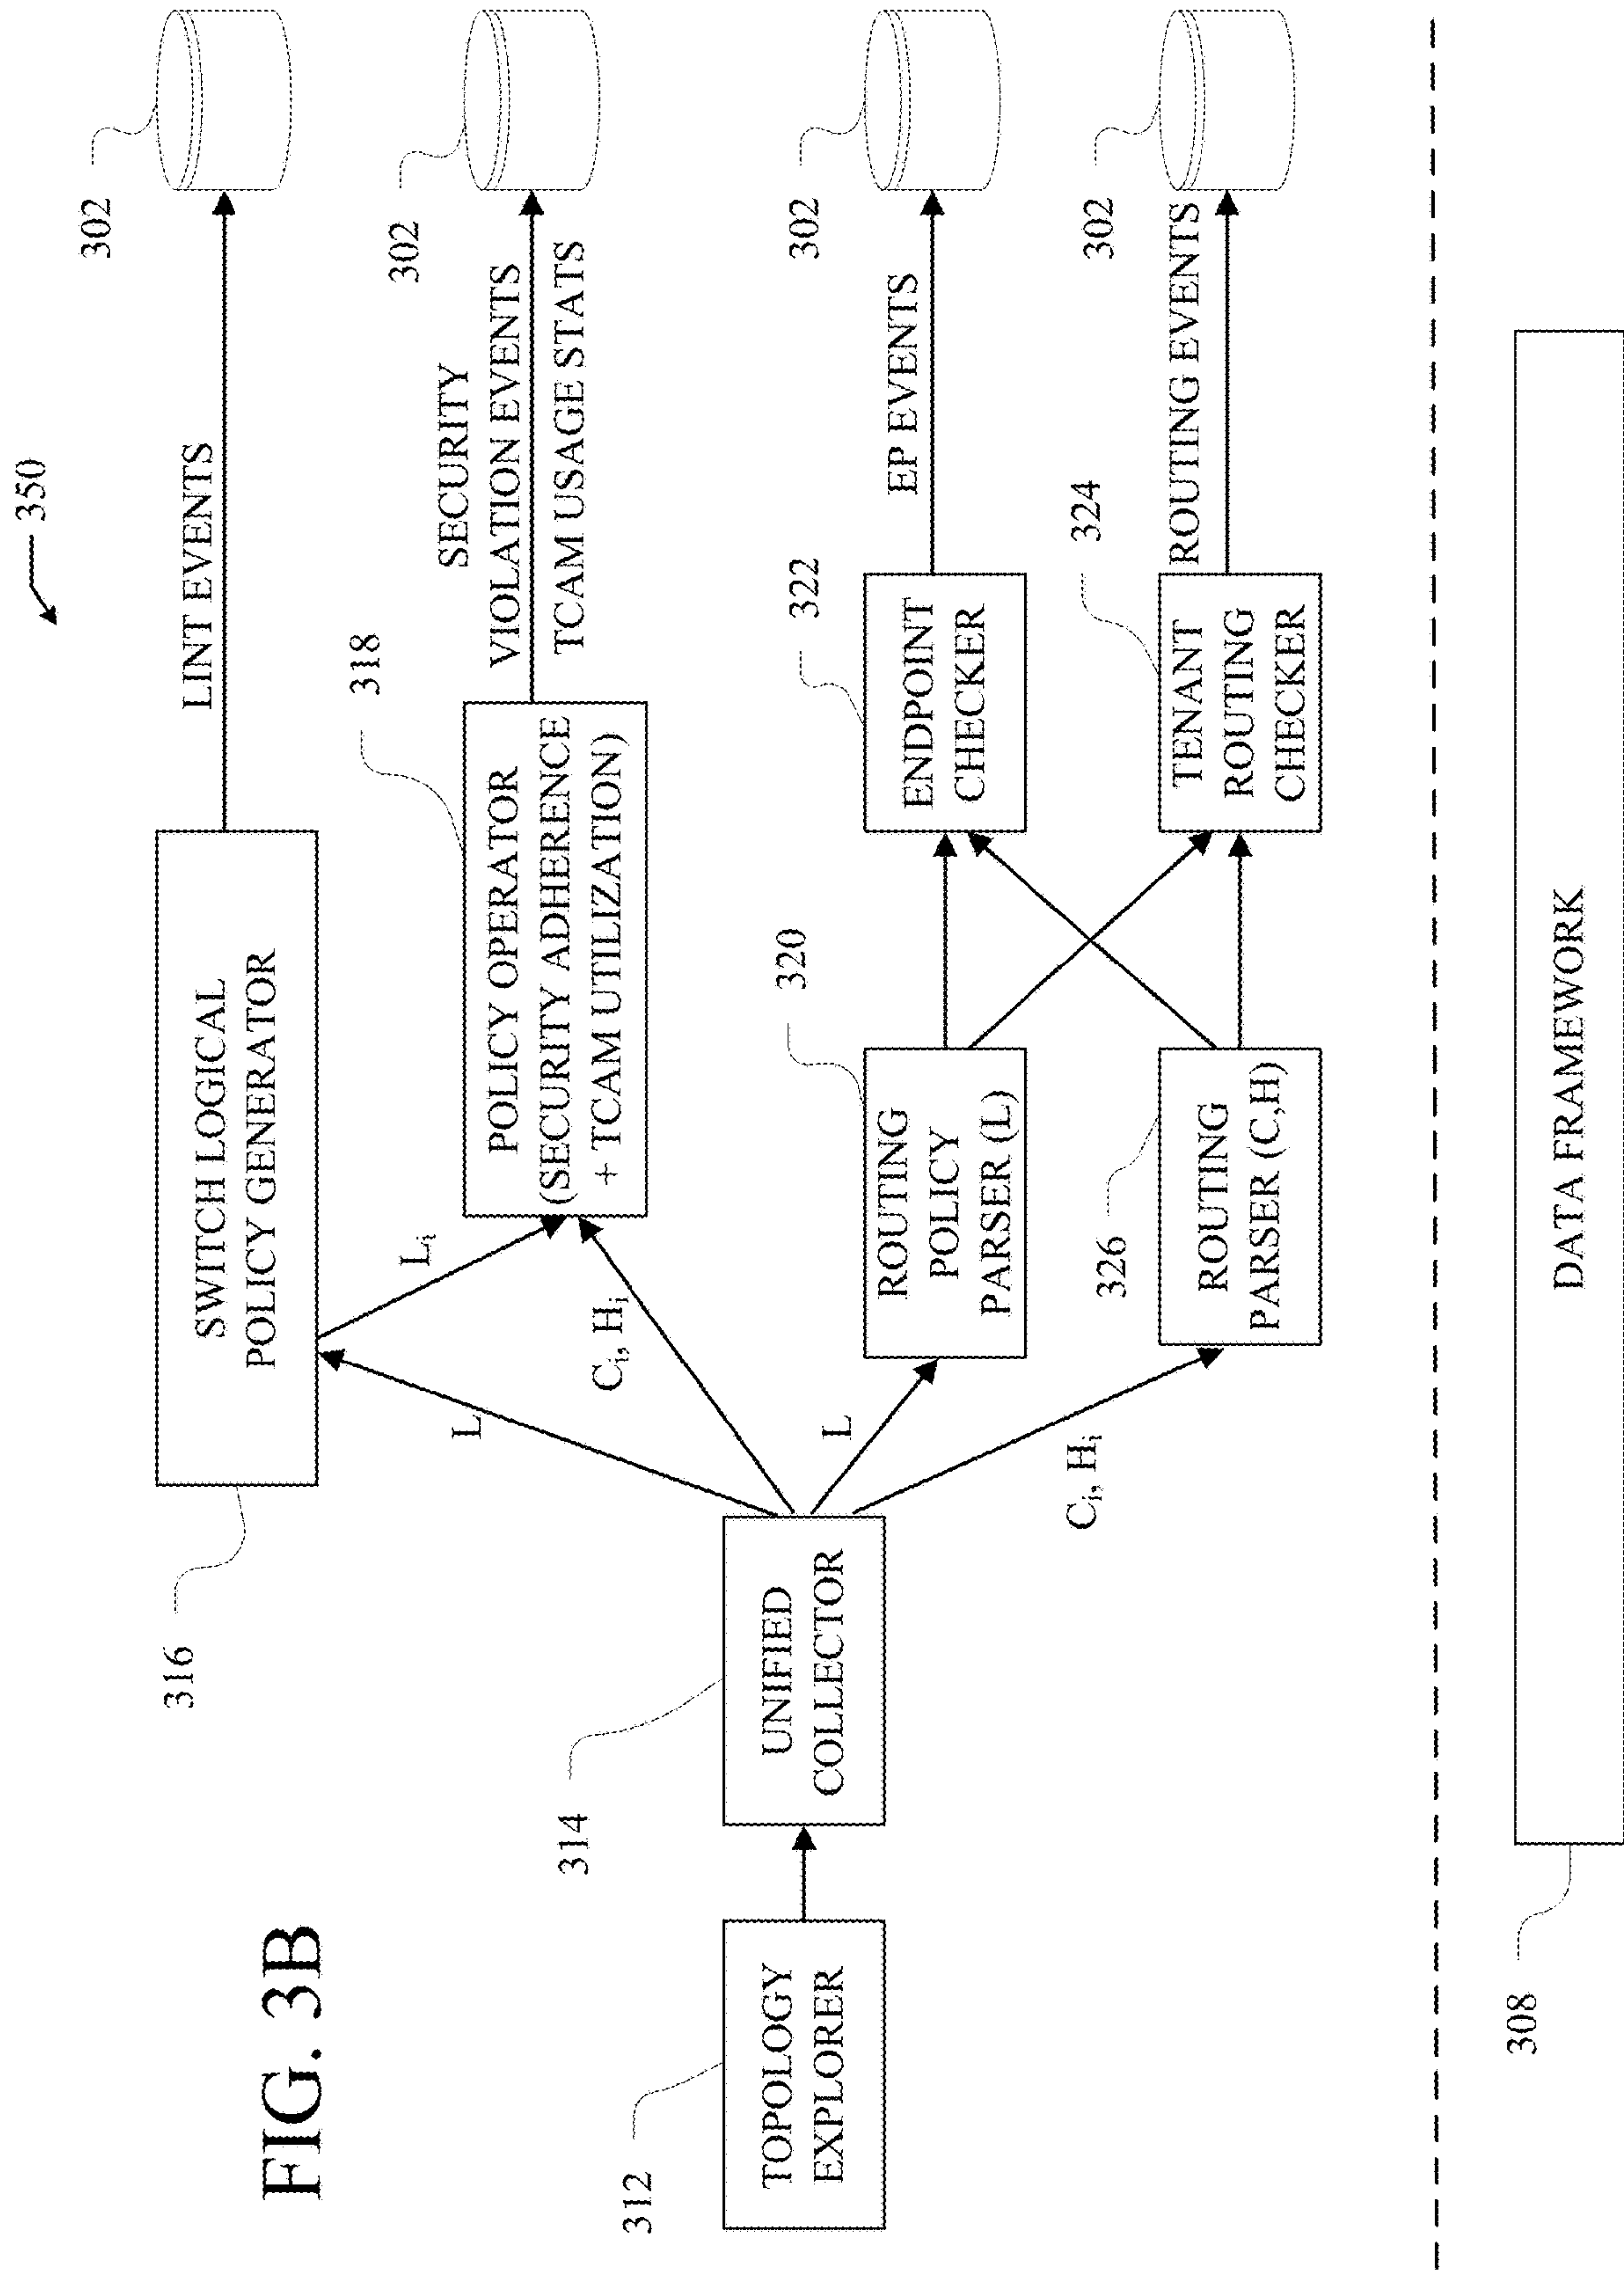 FIG. 3B
350
316
SWITCH LOGICAL
POLICY GENERATOR
LINT EVENTS
302
L
Lᵢ
Cᵢ, Hᵢ
318
POLICY OPERATOR
(SECURITY ADHERENCE
+ TCAM UTILIZATION)
SECURITY
VIOLATION EVENTS
TCAM USAGE STATS
302
312
TOPOLOGY
EXPLORER
314
UNIFIED
COLLECTOR
L
Cᵢ, Hᵢ
320
ROUTING
POLICY
PARSER (L)
322
ENDPOINT
CHECKER
EP EVENTS
302
326
ROUTING
PARSER (C,H)
324
TENANT
ROUTING
CHECKER
ROUTING EVENTS
302
308
DATA FRAMEWORK